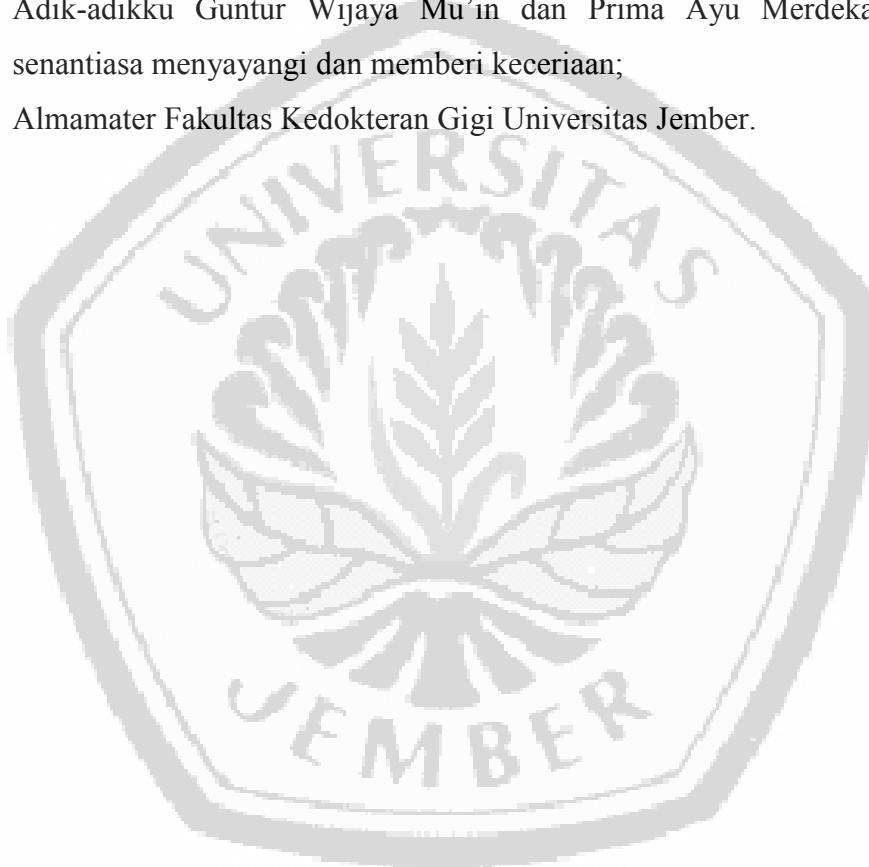 Adik-adikku Guntur Wijaya Mu’in dan Prima Ayu Merdeka
senantiasa menyayangi dan memberi keceriaan;
Almamater Fakultas Kedokteran Gigi Universitas Jember.
UNIVERSITAS
JEMBER